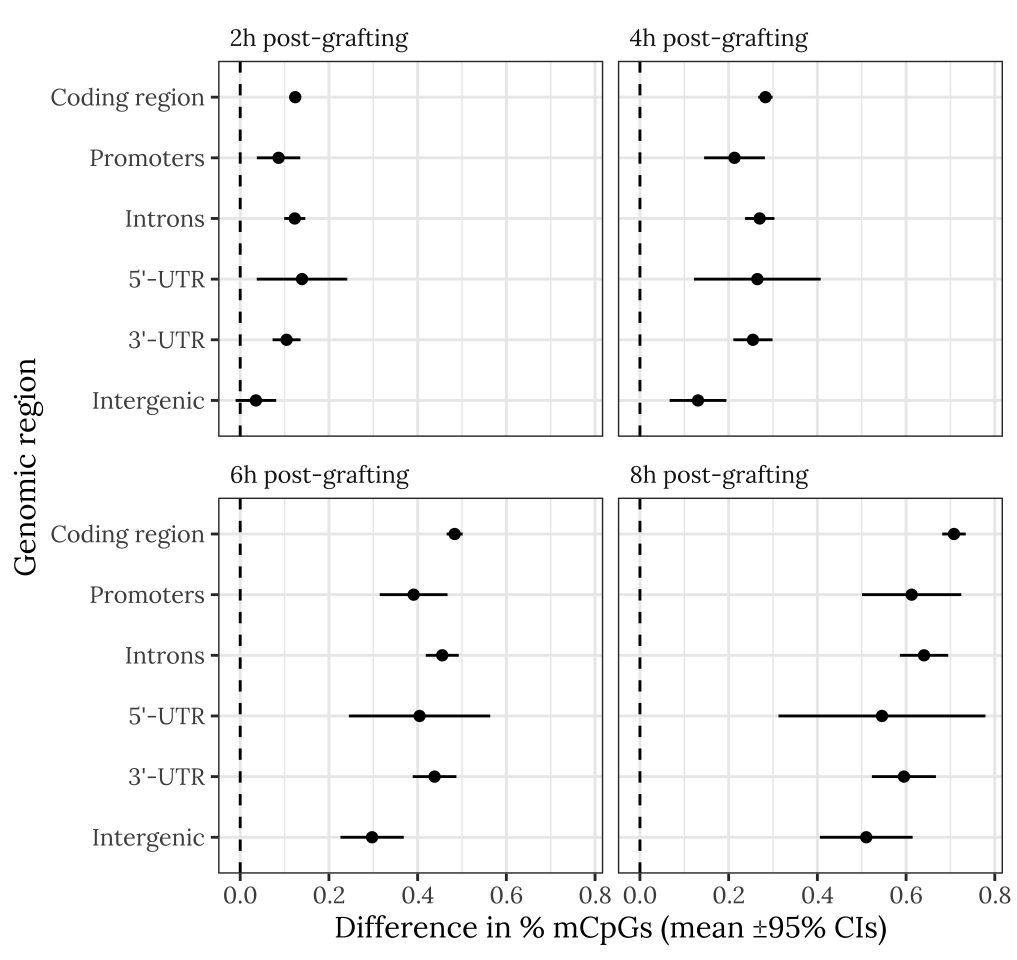 2h post-grafting
4h post-grafting
Coding region
Promoters
Introns
5'-UTR
3'-UTR
Intergenic
6h post-grafting
8h post-grafting
Coding region
Promoters
Introns
5'-UTR
3'-UTR
Intergenic
0.0 0.2 0.4 0.6 0.8
0.0 0.2 0.4 0.6 0.8
Difference in % mCpGs (mean ±95% CIs)
Genomic region